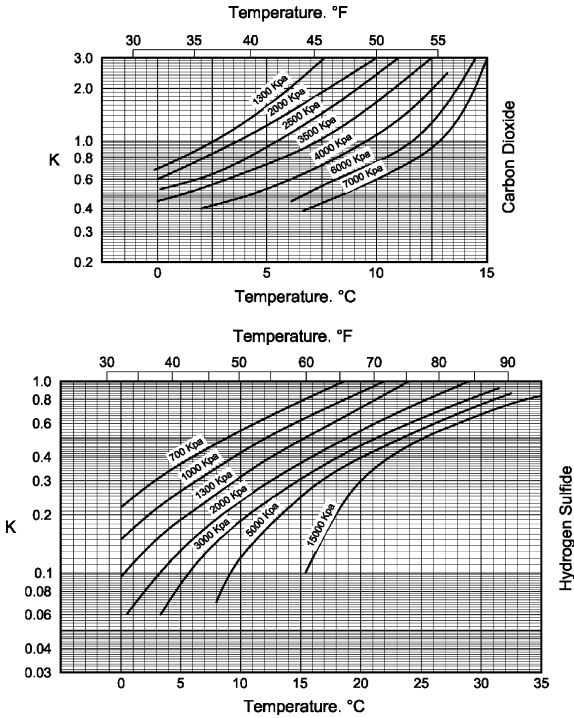 Temperature. °F
30 35 40 45 50 55
3.0
2.0
1.0
0.8
0.6
0.4
0.3
0.2
K
1300 Kpa
2000 Kpa
2500 Kpa
3500 Kpa
4000 Kpa
6000 Kpa
7000 Kpa
Carbon Dioxide
0 5 10 15
Temperature. °C
Temperature. °F
30 40 50 60 70 80 90
1.0
0.8
0.6
0.4
0.3
0.2
0.1
0.08
0.06
0.04
0.03
K
700 Kpa
1000 Kpa
1300 Kpa
2000 Kpa
3000 Kpa
5000 Kpa
15000 Kpa
Hydrogen Sulfide
0 5 10 15 20 25 30 35
Temperature. °C